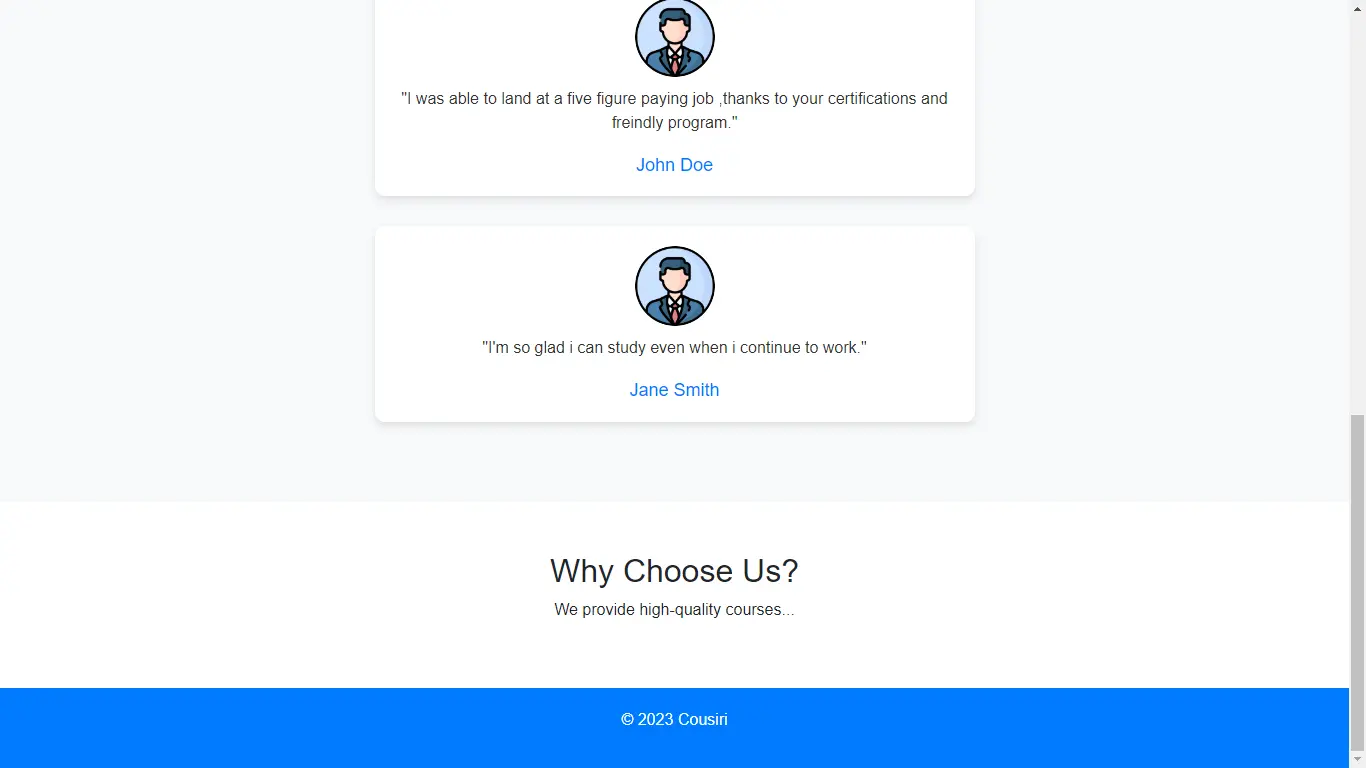 "I was able to land at a five figure paying job ,thanks to your certifications and
freindly program."
John Doe
"I'm so glad i can study even when i continue to work."
Jane Smith
Why Choose Us?
We provide high-quality courses...
© 2023 Cousiri